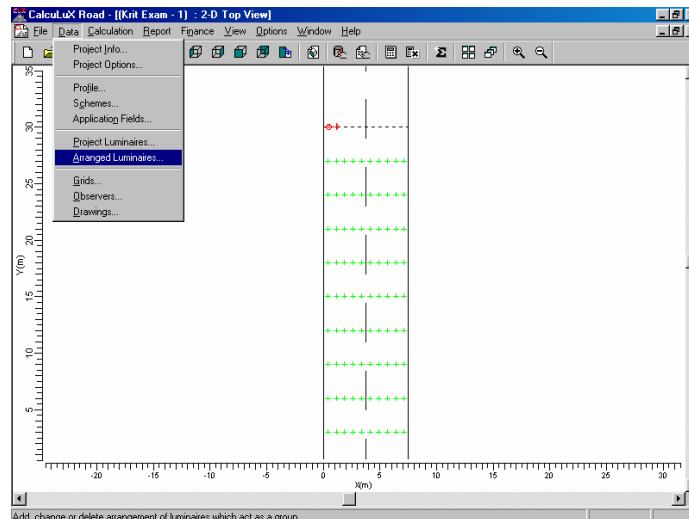 CalcuLuX Road - [(Krit Exam - 1) : 2-D Top View]
File Data Calculation Report Finance View Options Window Help
Project Info...
Project Options...
Profile...
Schemes...
Application Fields...
Project Luminaires...
Arranged Luminaires...
Grids...
Observers...
Drawings...
35
30
25
20
15
10
5
Y(m)
-20 -15 -10 -5 0 5 10 15 20 25 30
X(m)
Add, change or delete arrangement of luminaires which act as a group